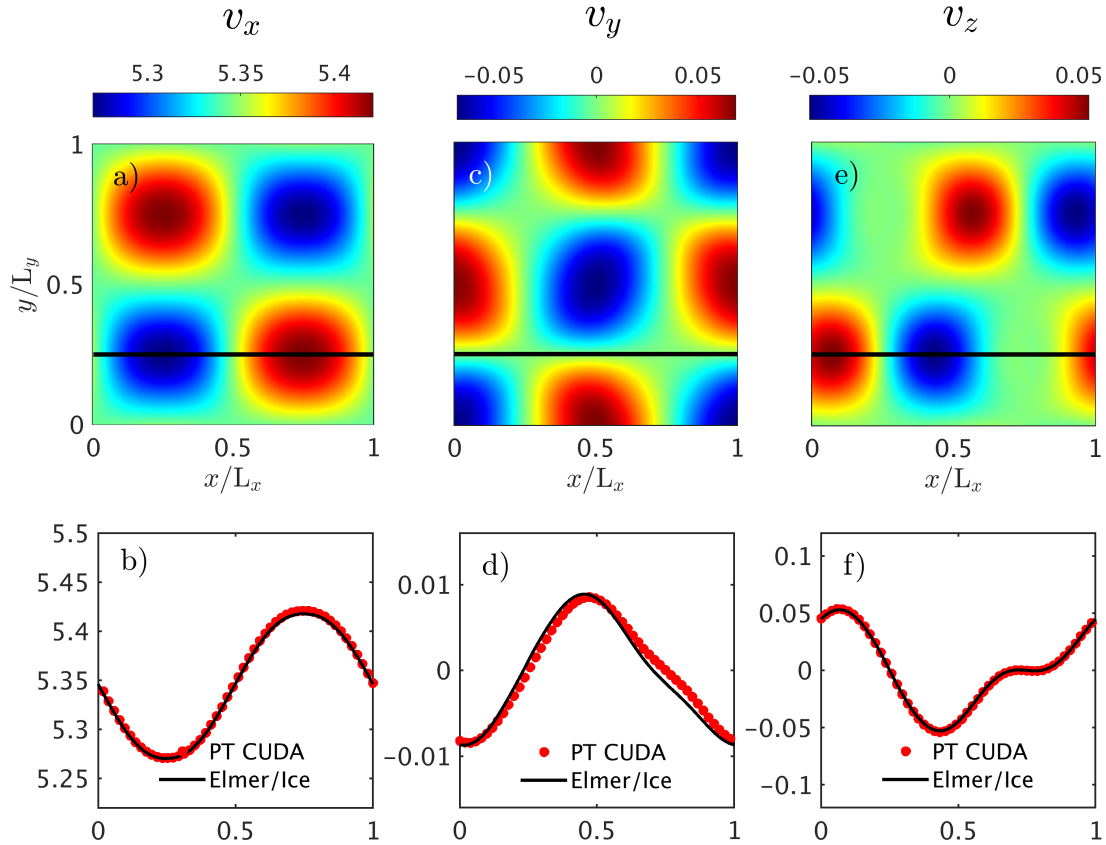 v_x
v_y
v_z
5.3 5.35 5.4
−0.05 0 0.05
−0.05 0 0.05
a)
c)
e)
1
0.5
0
y/L_y
0 0.5 1
0 0.5 1
0 0.5 1
x/L_x
x/L_x
x/L_x
b)
5.5
5.45
5.4
5.35
5.3
5.25
PT CUDA
Elmer/Ice
0 0.5 1
d)
0.01
0
−0.01
PT CUDA
Elmer/Ice
0 0.5 1
f)
0.1
0.05
0
−0.05
−0.1
PT CUDA
Elmer/Ice
0 0.5 1